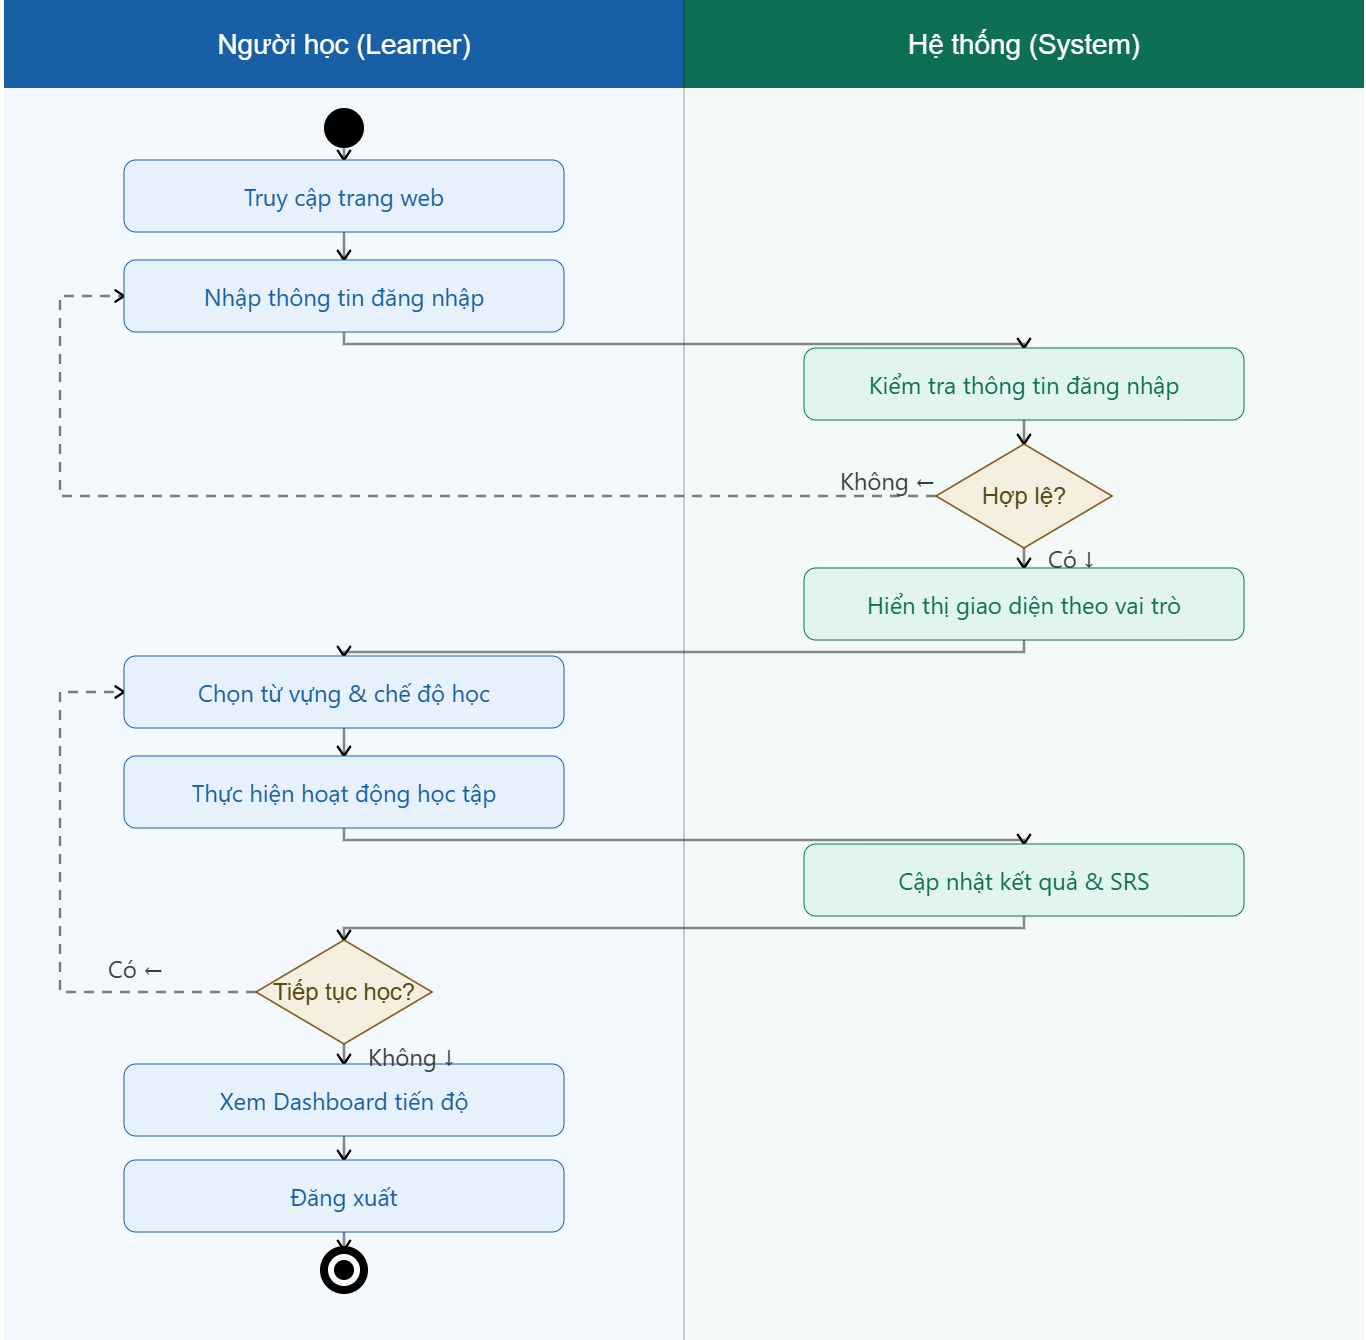 Người học (Learner)
Hệ thống (System)
Truy cập trang web
Nhập thông tin đăng nhập
Kiểm tra thông tin đăng nhập
Không ←
Hợp lệ?
Có ↓
Hiển thị giao diện theo vai trò
Chọn từ vựng & chế độ học
Thực hiện hoạt động học tập
Cập nhật kết quả & SRS
Có ←
Tiếp tục học?
Không ↓
Xem Dashboard tiến độ
Đăng xuất